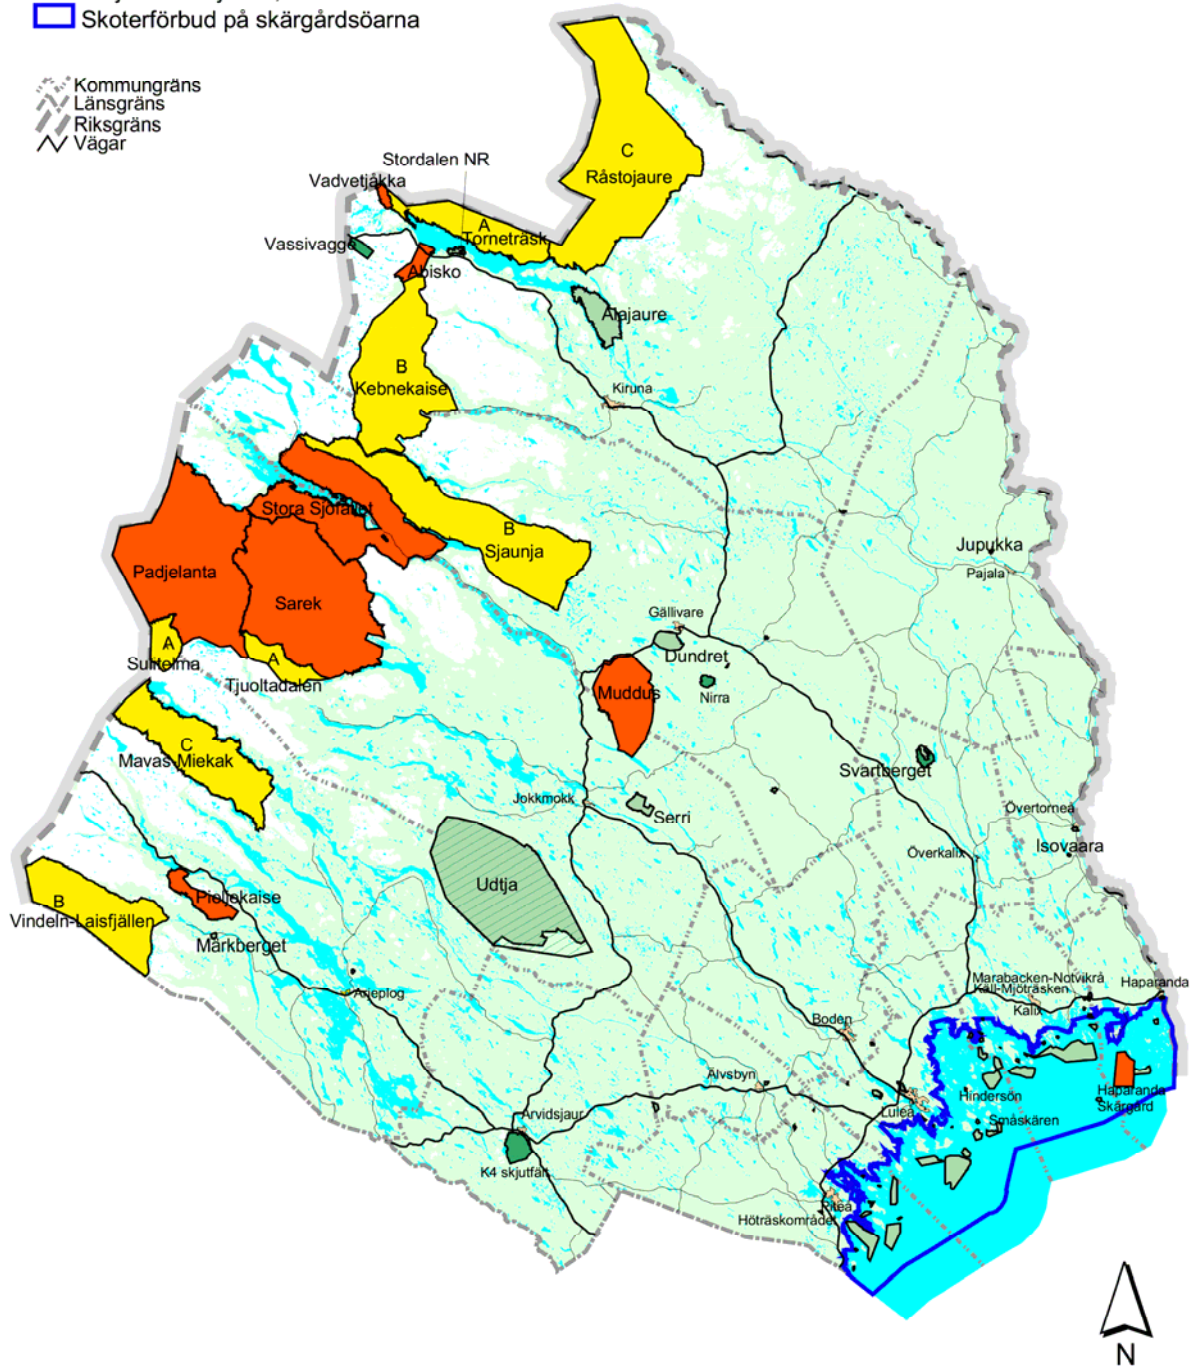 Skoterförbud på skärgårdsöarna
Kommungräns
Länsgräns
Riksgräns
Vägar
C
Råstojaure
Stordalen NR
Vadvetjåkka
A
Torneträsk
Vassivagge
Abisko
Alajaure
B
Kebnekaise
Kiruna
Stora Sjöfallet
B
Sjaunja
Jupukka
Padjelanta
Pajala
Sarek
Gällivare
A
Sulitelma
Dundret
A
Tjuoltadalen
Muddus
Nirra
C
Mavas-Miekak
Svartberget
Jokkmokk
Serri
Övertorneå
Isovaara
Överkalix
Udtja
Pieljekaise
B
Vindeln-Laisfjällen
Märkberget
Marabacken-Notvikrå
Käll-Mjöträsken
Haparanda
Arjeplog
Kalix
Boden
Älvsbyn
Haparanda
Skärgård
Hindersön
Luleå
Arvidsjaur
Småskären
K4 skjutfält
Piteå
Höträskområdet
N